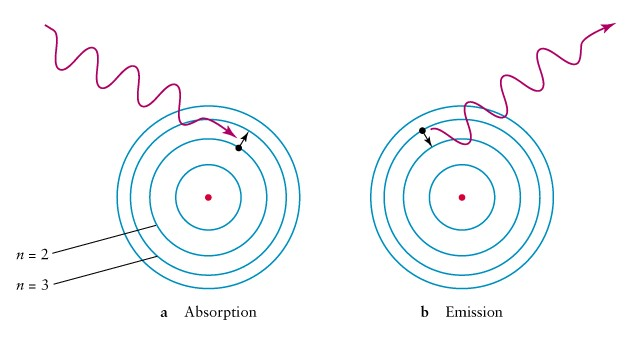 n = 2
n = 3
a Absorption
b Emission